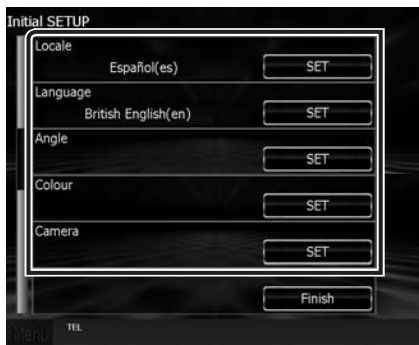 Initial SETUP
Locale
Español(es) SET
Language
British English(en) SET
Angle
SET
Colour
SET
Camera
SET
Finish
Menu
TEL